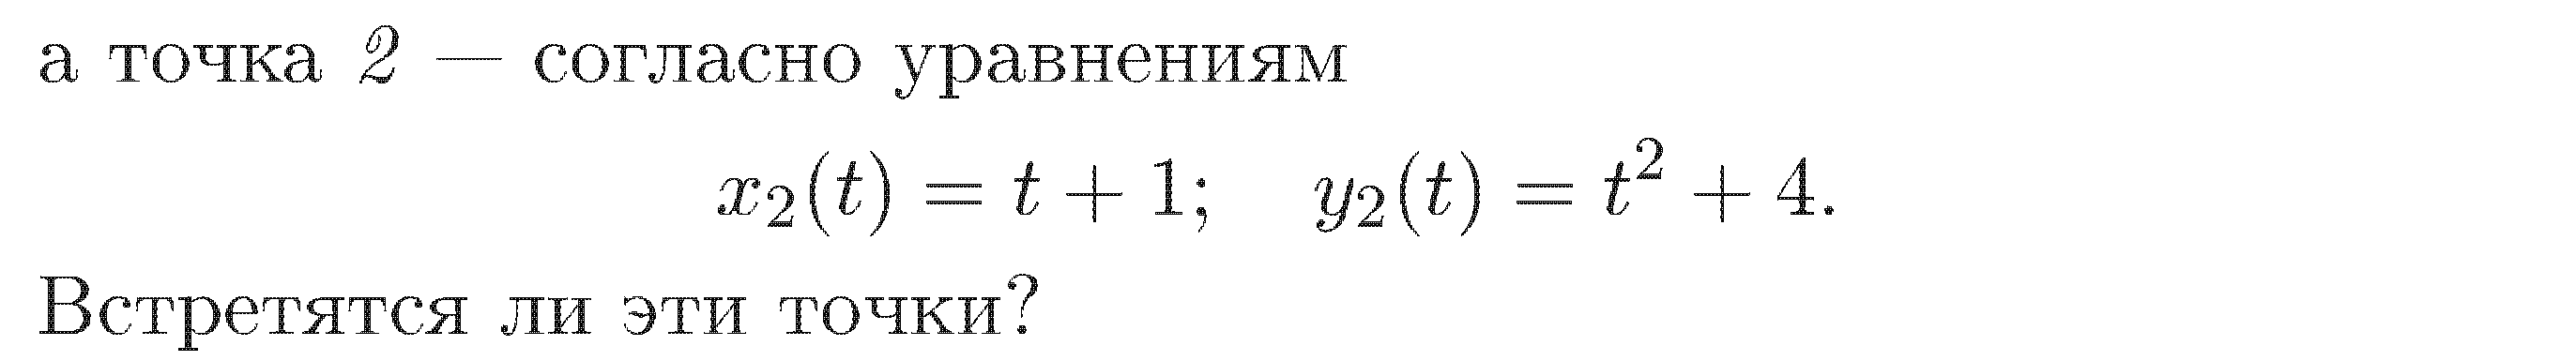 а точка 2 — согласно уравнениям
x₂(t) = t + 1; y₂(t) = t² + 4.
Встретятся ли эти точки?